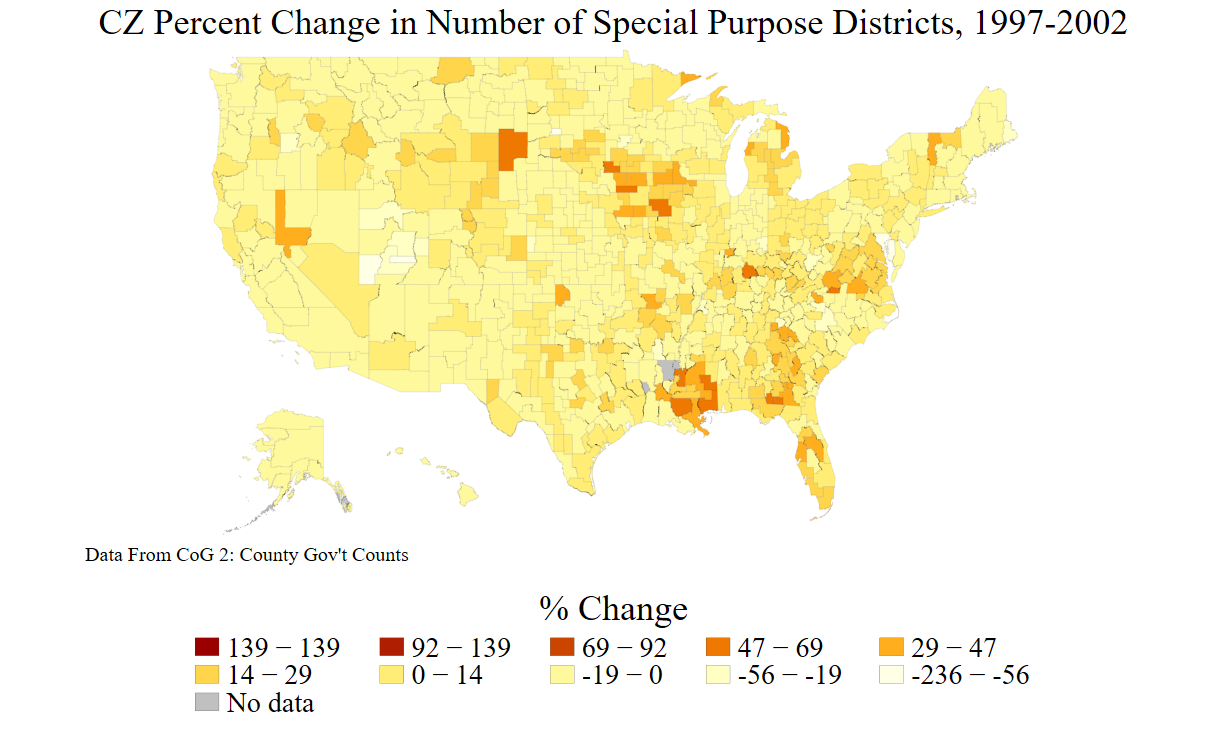 CZ Percent Change in Number of Special Purpose Districts, 1997-2002
Data From CoG 2: County Gov't Counts
% Change
139 − 139 92 − 139 69 − 92 47 − 69 29 − 47
14 − 29 0 − 14 -19 − 0 -56 − -19 -236 − -56
No data